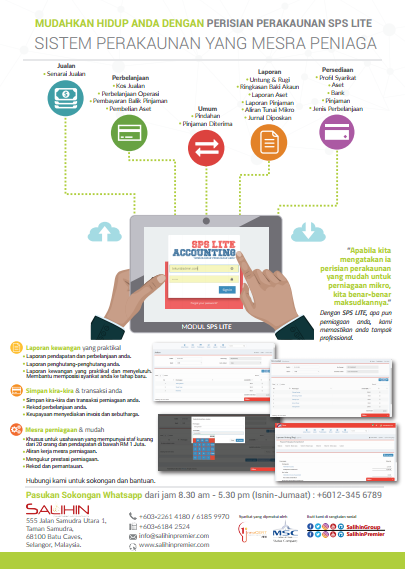 MUDAHKAN HIDUP ANDA DENGAN PERISIAN PERAKAUNAN SPS LITE
SISTEM PERAKAUNAN YANG MESRA PENIAGA
Jualan
• Senarai Jualan
Perbelanjaan
• Kos Jualan
• Perbelanjaan Operasi
• Pembayaran Balik Pinjaman
• Pembelian Aset
Umum
• Pindahan
• Pinjaman Diterima
Laporan
• Untung & Rugi
• Ringkasan Baki Akaun
• Laporan Aset
• Laporan Pinjaman
• Aliran Tunai Mikro
• Jurnal Diposkan
Persediaan
• Profil Syarikat
• Aset
• Bank
• Pinjaman
• Jenis Perbelanjaan
SPS LITE
ACCOUNTING
MODUL SPS LITE
"Apabila kita
mengatakan ia
perisian perakaunan
yang mudah untuk
perniagaan mikro,
kita benar-benar
maksudkannya."
Dengan SPS LITE, apa pun
perniagaan anda, kami
memastikan anda tampak
profesional.
Laporan kewangan yang praktikal
• Laporan pendapatan dan perbelanjaan anda.
• Laporan penghutang-penghutang anda.
• Laporan kewangan yang praktikal dan menyeluruh.
Membantu memproses syarikat anda ke tahap baru.
Simpan kira-kira & transaksi anda
• Simpan kira-kira dan transaksi perniagaan anda.
• Rekod perbelanjaan anda.
• Keupayaan menyediakan invois dan sebutharga.
Mesra perniagaan & mudah
• Khusus untuk usahawan yang mempunyai staf kurang
dari 20 orang dan pendapatan di bawah RM 1 Juta.
• Aliran kerja mesra perniagaan.
• Mengukur prestasi perniagaan.
• Rekod dan pemantauan.
Hubungi kami untuk sokongan dan bantuan.
Pasukan Sokongan Whatsapp dari jam 8.30 am - 5.30 pm (Isnin-Jumaat) : +6012-345 6789
SALIHIN
555 Jalan Samudra Utara 1,
Taman Samudra,
68100 Batu Caves,
Selangor, Malaysia.
+603-2261 4180 / 6185 9970
+603-6184 2524
info@salihinpremier.com
www.salihinpremier.com
MSC
SalihinGroup
SalihinPremier